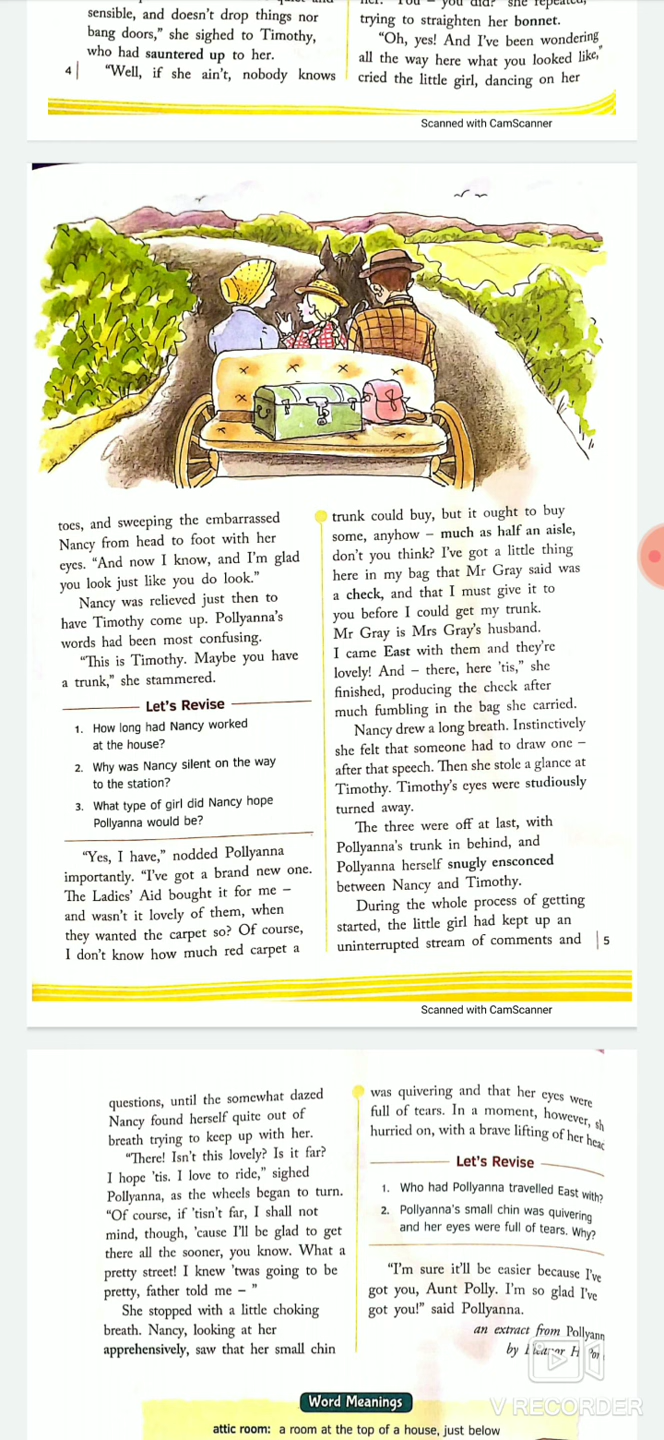 sensible, and doesn't drop things nor
bang doors," she sighed to Timothy,
who had sauntered up to her.
"Well, if she ain't, nobody knows
4
she repeated,
trying to straighten her bonnet.
"Oh, yes! And I've been wondering
all the way here what you looked like,"
cried the little girl, dancing on her
Scanned with CamScanner
toes, and sweeping the embarrassed
Nancy from head to foot with her
eyes. "And now I know, and I'm glad
you look just like you do look."
Nancy was relieved just then to
have Timothy come up. Pollyanna's
words had been most confusing.
"This is Timothy. Maybe you have
a trunk," she stammered.
Let's Revise
1. How long had Nancy worked
at the house?
2. Why was Nancy silent on the way
to the station?
3. What type of girl did Nancy hope
Pollyanna would be?
"Yes, I have," nodded Pollyanna
importantly. "I've got a brand new one.
The Ladies' Aid bought it for me –
and wasn't it lovely of them, when
they wanted the carpet so? Of course,
I don't know how much red carpet a
trunk could buy, but it ought to buy
some, anyhow – much as half an aisle,
don't you think? I've got a little thing
here in my bag that Mr Gray said was
a check, and that I must give it to
you before I could get my trunk.
Mr Gray is Mrs Gray's husband.
I came East with them and they're
lovely! And – there, here 'tis," she
finished, producing the check after
much fumbling in the bag she carried.
Nancy drew a long breath. Instinctively
she felt that someone had to draw one –
after that speech. Then she stole a glance at
Timothy. Timothy's eyes were studiously
turned away.
The three were off at last, with
Pollyanna's trunk in behind, and
Pollyanna herself snugly ensconced
between Nancy and Timothy.
During the whole process of getting
started, the little girl had kept up an
uninterrupted stream of comments and
5
Scanned with CamScanner
questions, until the somewhat dazed
Nancy found herself quite out of
breath trying to keep up with her.
"There! Isn't this lovely? Is it far?
I hope 'tis. I love to ride," sighed
Pollyanna, as the wheels began to turn.
"Of course, if 'tisn't far, I shall not
mind, though, 'cause I'll be glad to get
there all the sooner, you know. What a
pretty street! I knew 'twas going to be
pretty, father told me – "
She stopped with a little choking
breath. Nancy, looking at her
apprehensively, saw that her small chin
was quivering and that her eyes were
full of tears. In a moment, however, sh
hurried on, with a brave lifting of her head
Let's Revise
1. Who had Pollyanna travelled East with?
2. Pollyanna's small chin was quivering
and her eyes were full of tears. Why?
"I'm sure it'll be easier because I've
got you, Aunt Polly. I'm so glad I've
got you!" said Pollyanna.
an extract from Pollyann
by Eleanor H
V RECORDER
Word Meanings
attic room: a room at the top of a house, just below